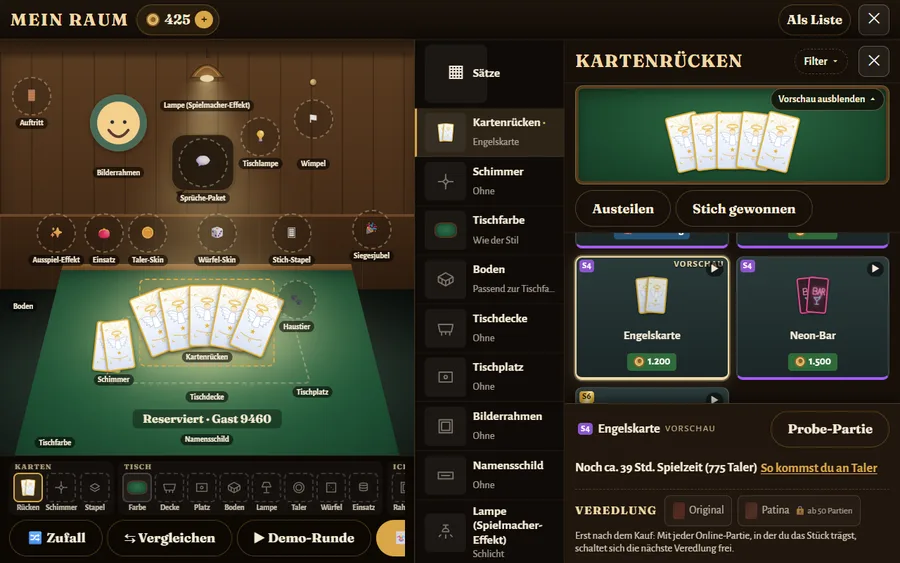 MEIN RAUM
425
+
Als Liste
Auftritt
Lampe (Spielmacher-Effekt)
Bilderrahmen
Tischlampe
Wimpel
Sprüche-Paket
Ausspiel-Effekt
Einsatz
Taler-Skin
Würfel-Skin
Stich-Stapel
Siegesjubel
Boden
Haustier
Kartenrücken
Schimmer
Tischdecke
Tischplatz
Reserviert · Gast 9460
Namensschild
Tischfarbe
KARTEN
TISCH
Rücken
Schimmer
Stapel
Farbe
Decke
Platz
Boden
Lampe
Taler
Würfel
Einsatz
Zufall
Vergleichen
Demo-Runde
Sätze
Kartenrücken ·
Engelskarte
Schimmer
Ohne
Tischfarbe
Wie der Stil
Boden
Passend zur Tischfa...
Tischdecke
Ohne
Tischplatz
Ohne
Bilderrahmen
Ohne
Namensschild
Ohne
Lampe
(Spielmacher-
Effekt)
Schlicht
KARTENRÜCKEN
Filter
Vorschau ausblenden
Austeilen
Stich gewonnen
S4
VORSCHAU
Engelskarte
1.200
S4
BAR
Neon-Bar
1.500
S6
S4 Engelskarte VORSCHAU
Probe-Partie
Noch ca. 39 Std. Spielzeit (775 Taler) So kommst du an Taler
VEREDLUNG
Original
Patina
ab 50 Partien
Erst nach dem Kauf: Mit jeder Online-Partie, in der du das Stück trägst,
schaltet sich die nächste Veredlung frei.